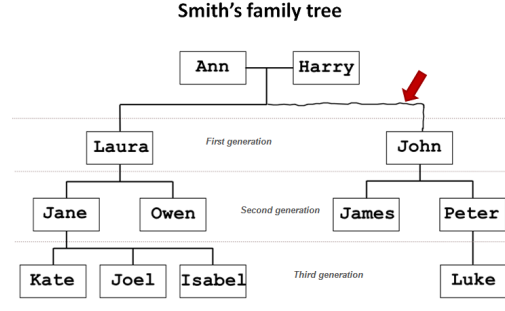 Smith's family tree
Ann Harry
First generation
Laura John
Second generation
Jane Owen James Peter
Third generation
Kate Joel Isabel Luke